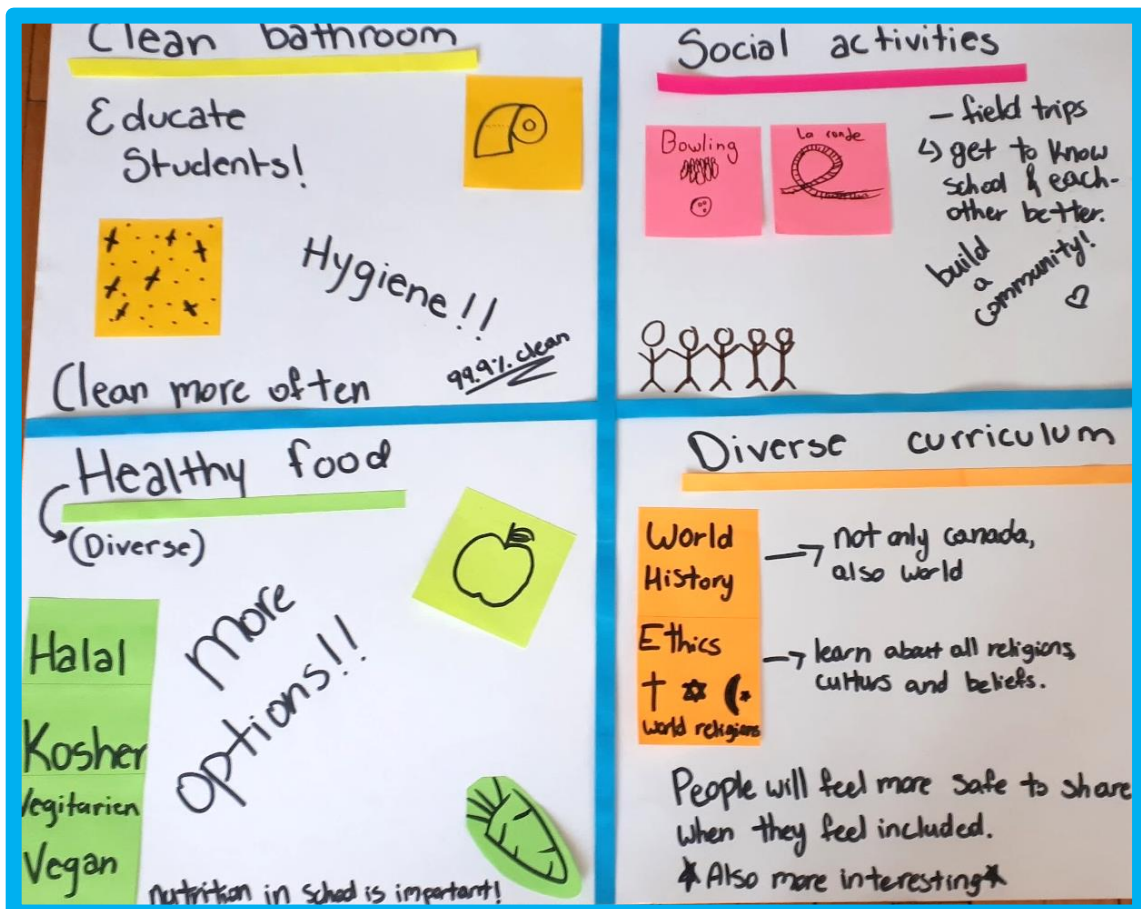 Clean bathroom
Educate
Students!
Hygiene!!
99.9% clean
Clean more often
Social activities
Bowling
La ronde
- field trips
↳ get to know
school & each-
other better.
build
a
community!
Healthy food
(Diverse)
Halal
Kosher
Vegitarien
Vegan
More
options!!
nutrition in school is important!
Diverse curriculum
World
History
→ not only canada,
also world
Ethics
world religions
→ learn about all religions,
culturs and beliefs.
People will feel more safe to share
when they feel included.
★Also more interesting★